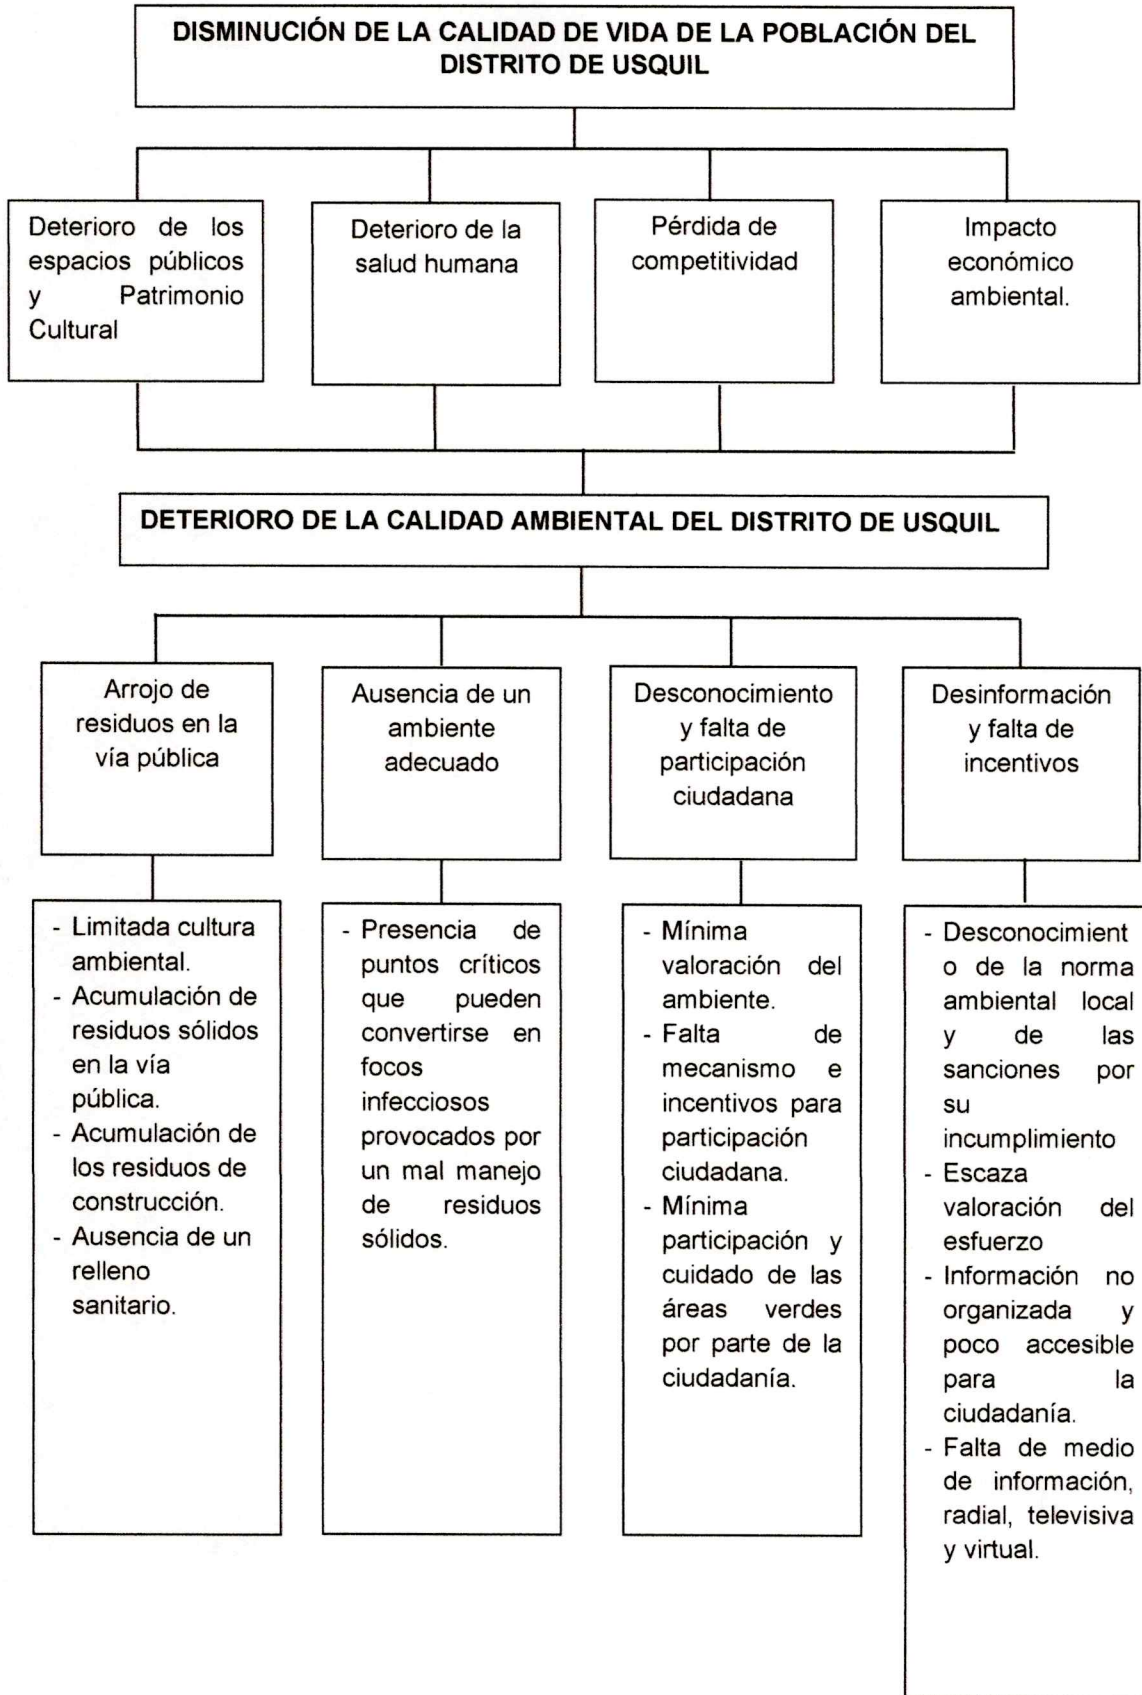 DISMINUCIÓN DE LA CALIDAD DE VIDA DE LA POBLACIÓN DEL
DISTRITO DE USQUIL
Deterioro de los
espacios públicos
y Patrimonio
Cultural
Deterioro de la
salud humana
Pérdida de
competitividad
Impacto
económico
ambiental.
DETERIORO DE LA CALIDAD AMBIENTAL DEL DISTRITO DE USQUIL
Arrojo de
residuos en la
vía pública
Ausencia de un
ambiente
adecuado
Desconocimiento
y falta de
participación
ciudadana
Desinformación
y falta de
incentivos
- Limitada cultura
ambiental.
- Acumulación de
residuos sólidos
en la vía
pública.
- Acumulación de
los residuos de
construcción.
- Ausencia de un
relleno
sanitario.
- Presencia de
puntos críticos
que pueden
convertirse en
focos
infecciosos
provocados por
un mal manejo
de residuos
sólidos.
- Mínima
valoración del
ambiente.
- Falta de
mecanismo e
incentivos para
participación
ciudadana.
- Mínima
participación y
cuidado de las
áreas verdes
por parte de la
ciudadanía.
- Desconocimient
o de la norma
ambiental local
y de las
sanciones por
su
incumplimiento
- Escaza
valoración del
esfuerzo
- Información no
organizada y
poco accesible
para la
ciudadanía.
- Falta de medio
de información,
radial, televisiva
y virtual.